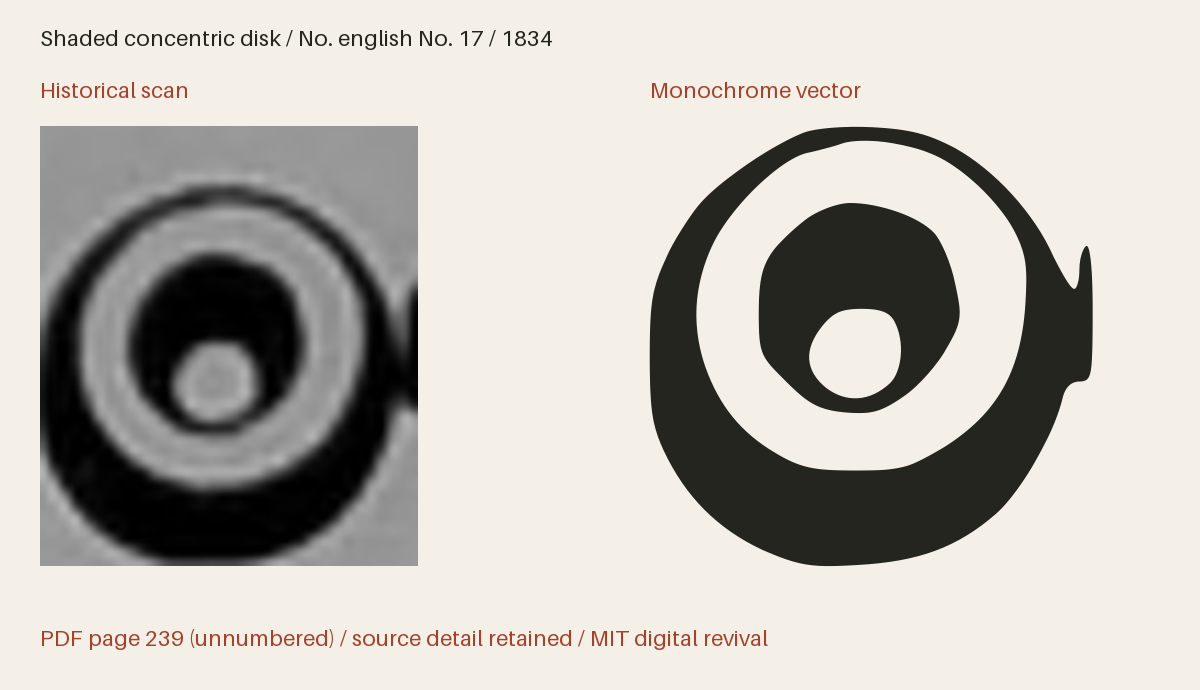 Shaded concentric disk / No. english No. 17 / 1834
Historical scan
Monochrome vector
PDF page 239 (unnumbered) / source detail retained / MIT digital revival